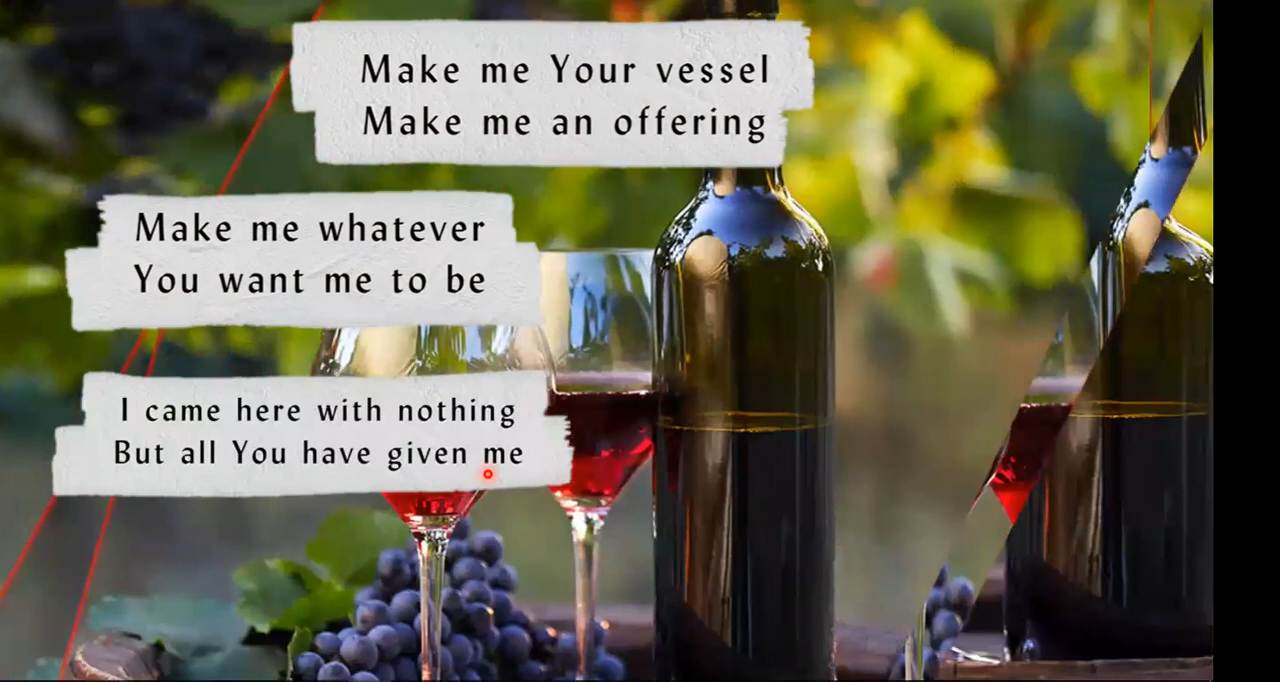 Make me Your vessel
Make me an offering
Make me whatever
You want me to be
I came here with nothing
But all You have given me